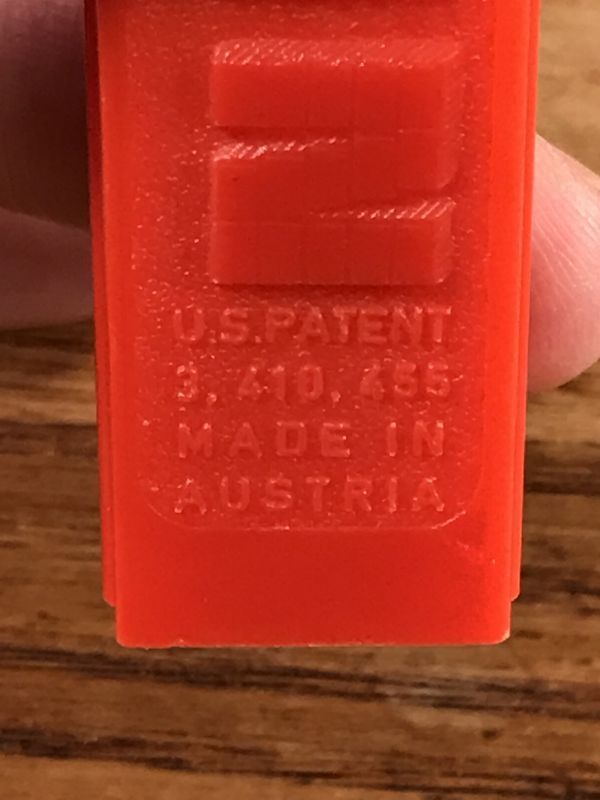 Z
U.S.PATENT
3,410,455
MADE IN
AUSTRIA